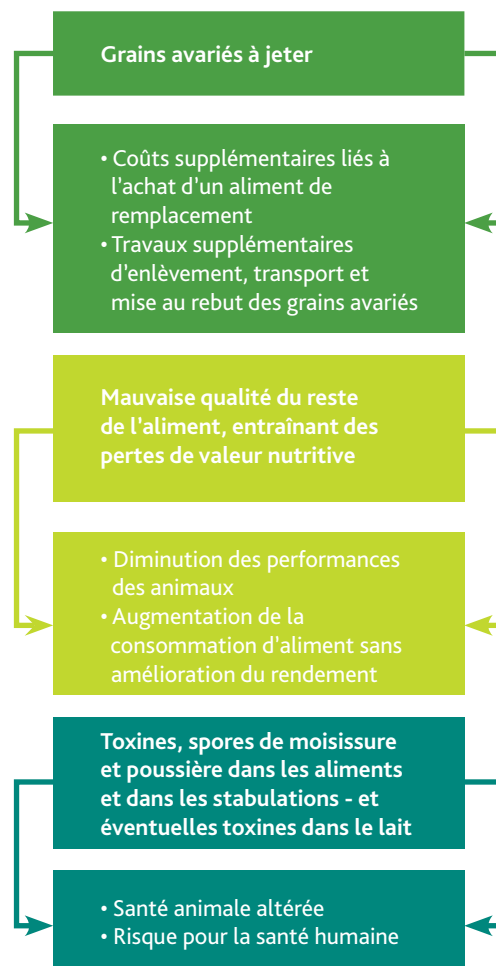 Grains avariés à jeter
• Coûts supplémentaires liés à
l'achat d'un aliment de
remplacement
• Travaux supplémentaires
d'enlèvement, transport et
mise au rebut des grains avariés
Mauvaise qualité du reste
de l'aliment, entraînant des
pertes de valeur nutritive
• Diminution des performances
des animaux
• Augmentation de la
consommation d'aliment sans
amélioration du rendement
Toxines, spores de moisissure
et poussière dans les aliments
et dans les stabulations - et
éventuelles toxines dans le lait
• Santé animale altérée
• Risque pour la santé humaine